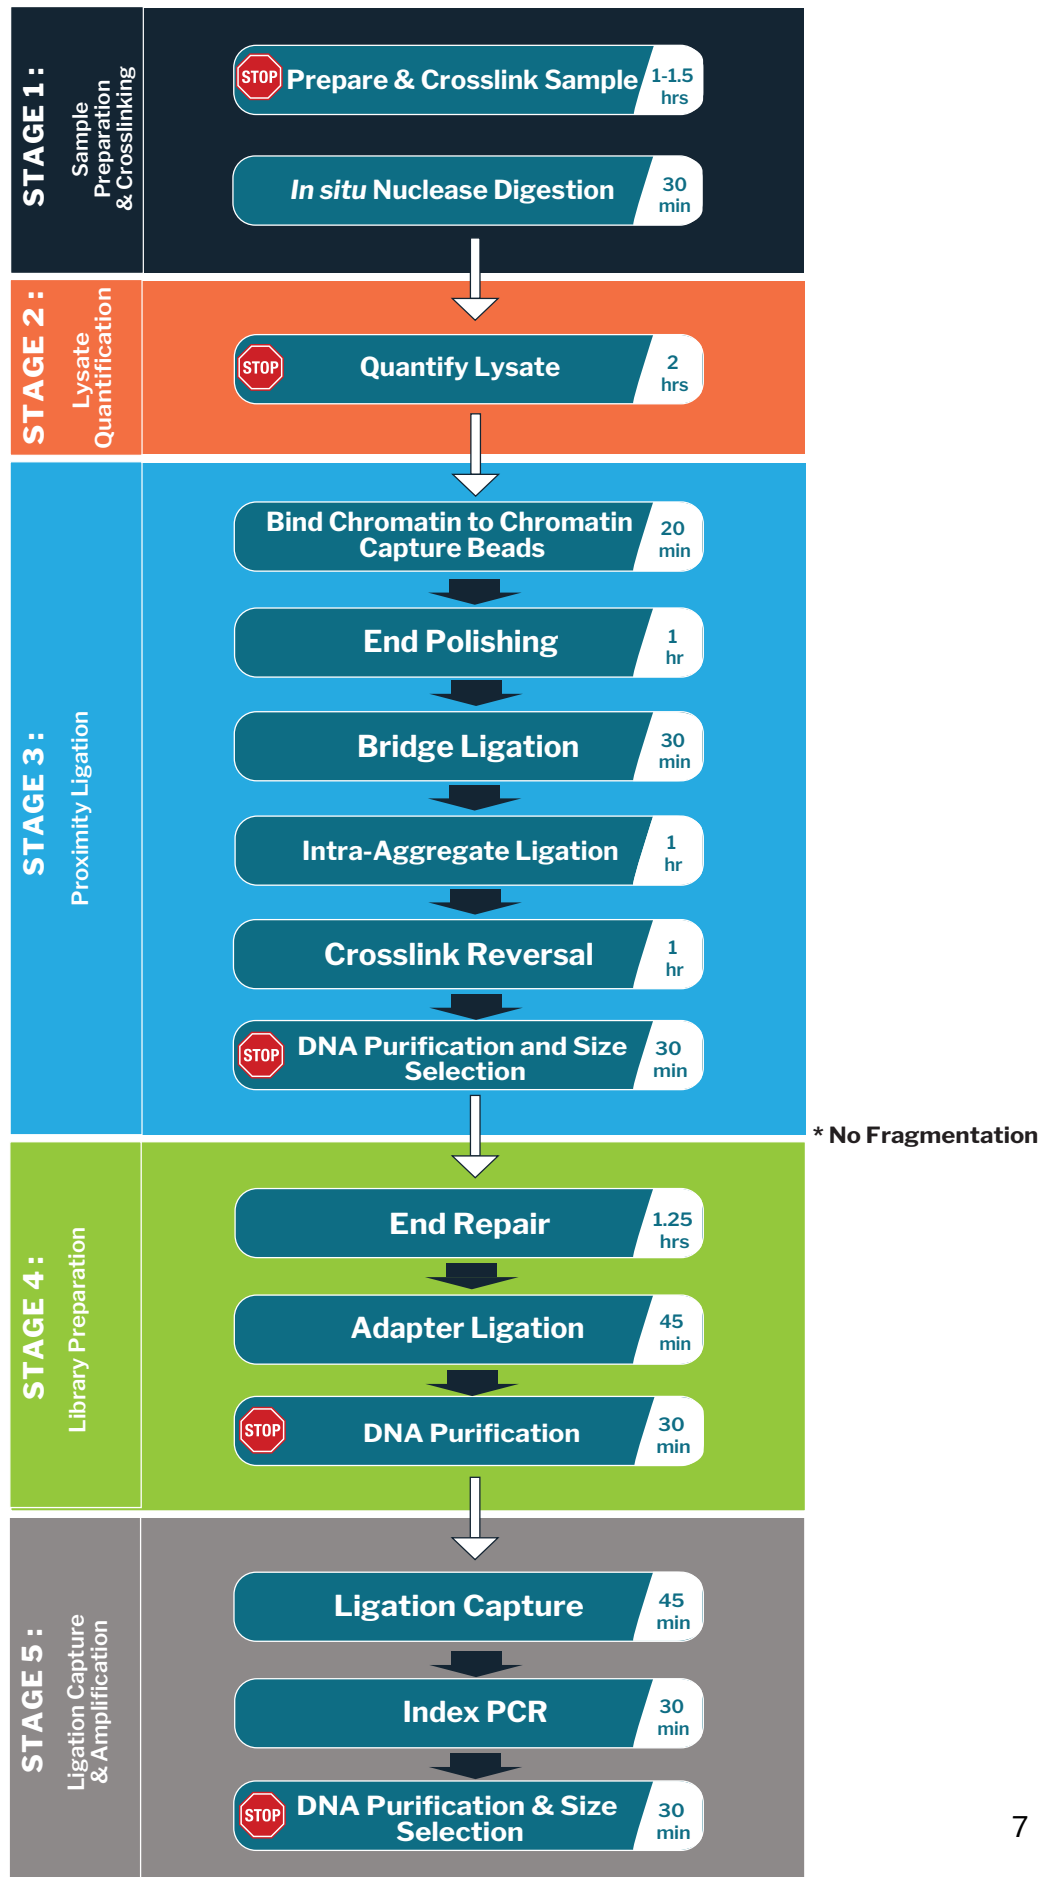 STAGE 1 :
Sample
Preparation
& Crosslinking
STOP
Prepare & Crosslink Sample
1-1.5
hrs
In situ Nuclease Digestion
30
min
STAGE 2 :
Lysate
Quantification
STOP
Quantify Lysate
2
hrs
STAGE 3 :
Proximity Ligation
Bind Chromatin to Chromatin
Capture Beads
20
min
End Polishing
1
hr
Bridge Ligation
30
min
Intra-Aggregate Ligation
1
hr
Crosslink Reversal
1
hr
STOP
DNA Purification and Size
Selection
30
min
* No Fragmentation
STAGE 4 :
Library Preparation
End Repair
1.25
hrs
Adapter Ligation
45
min
STOP
DNA Purification
30
min
STAGE 5 :
Ligation Capture
& Amplification
Ligation Capture
45
min
Index PCR
30
min
STOP
DNA Purification & Size
Selection
30
min
7